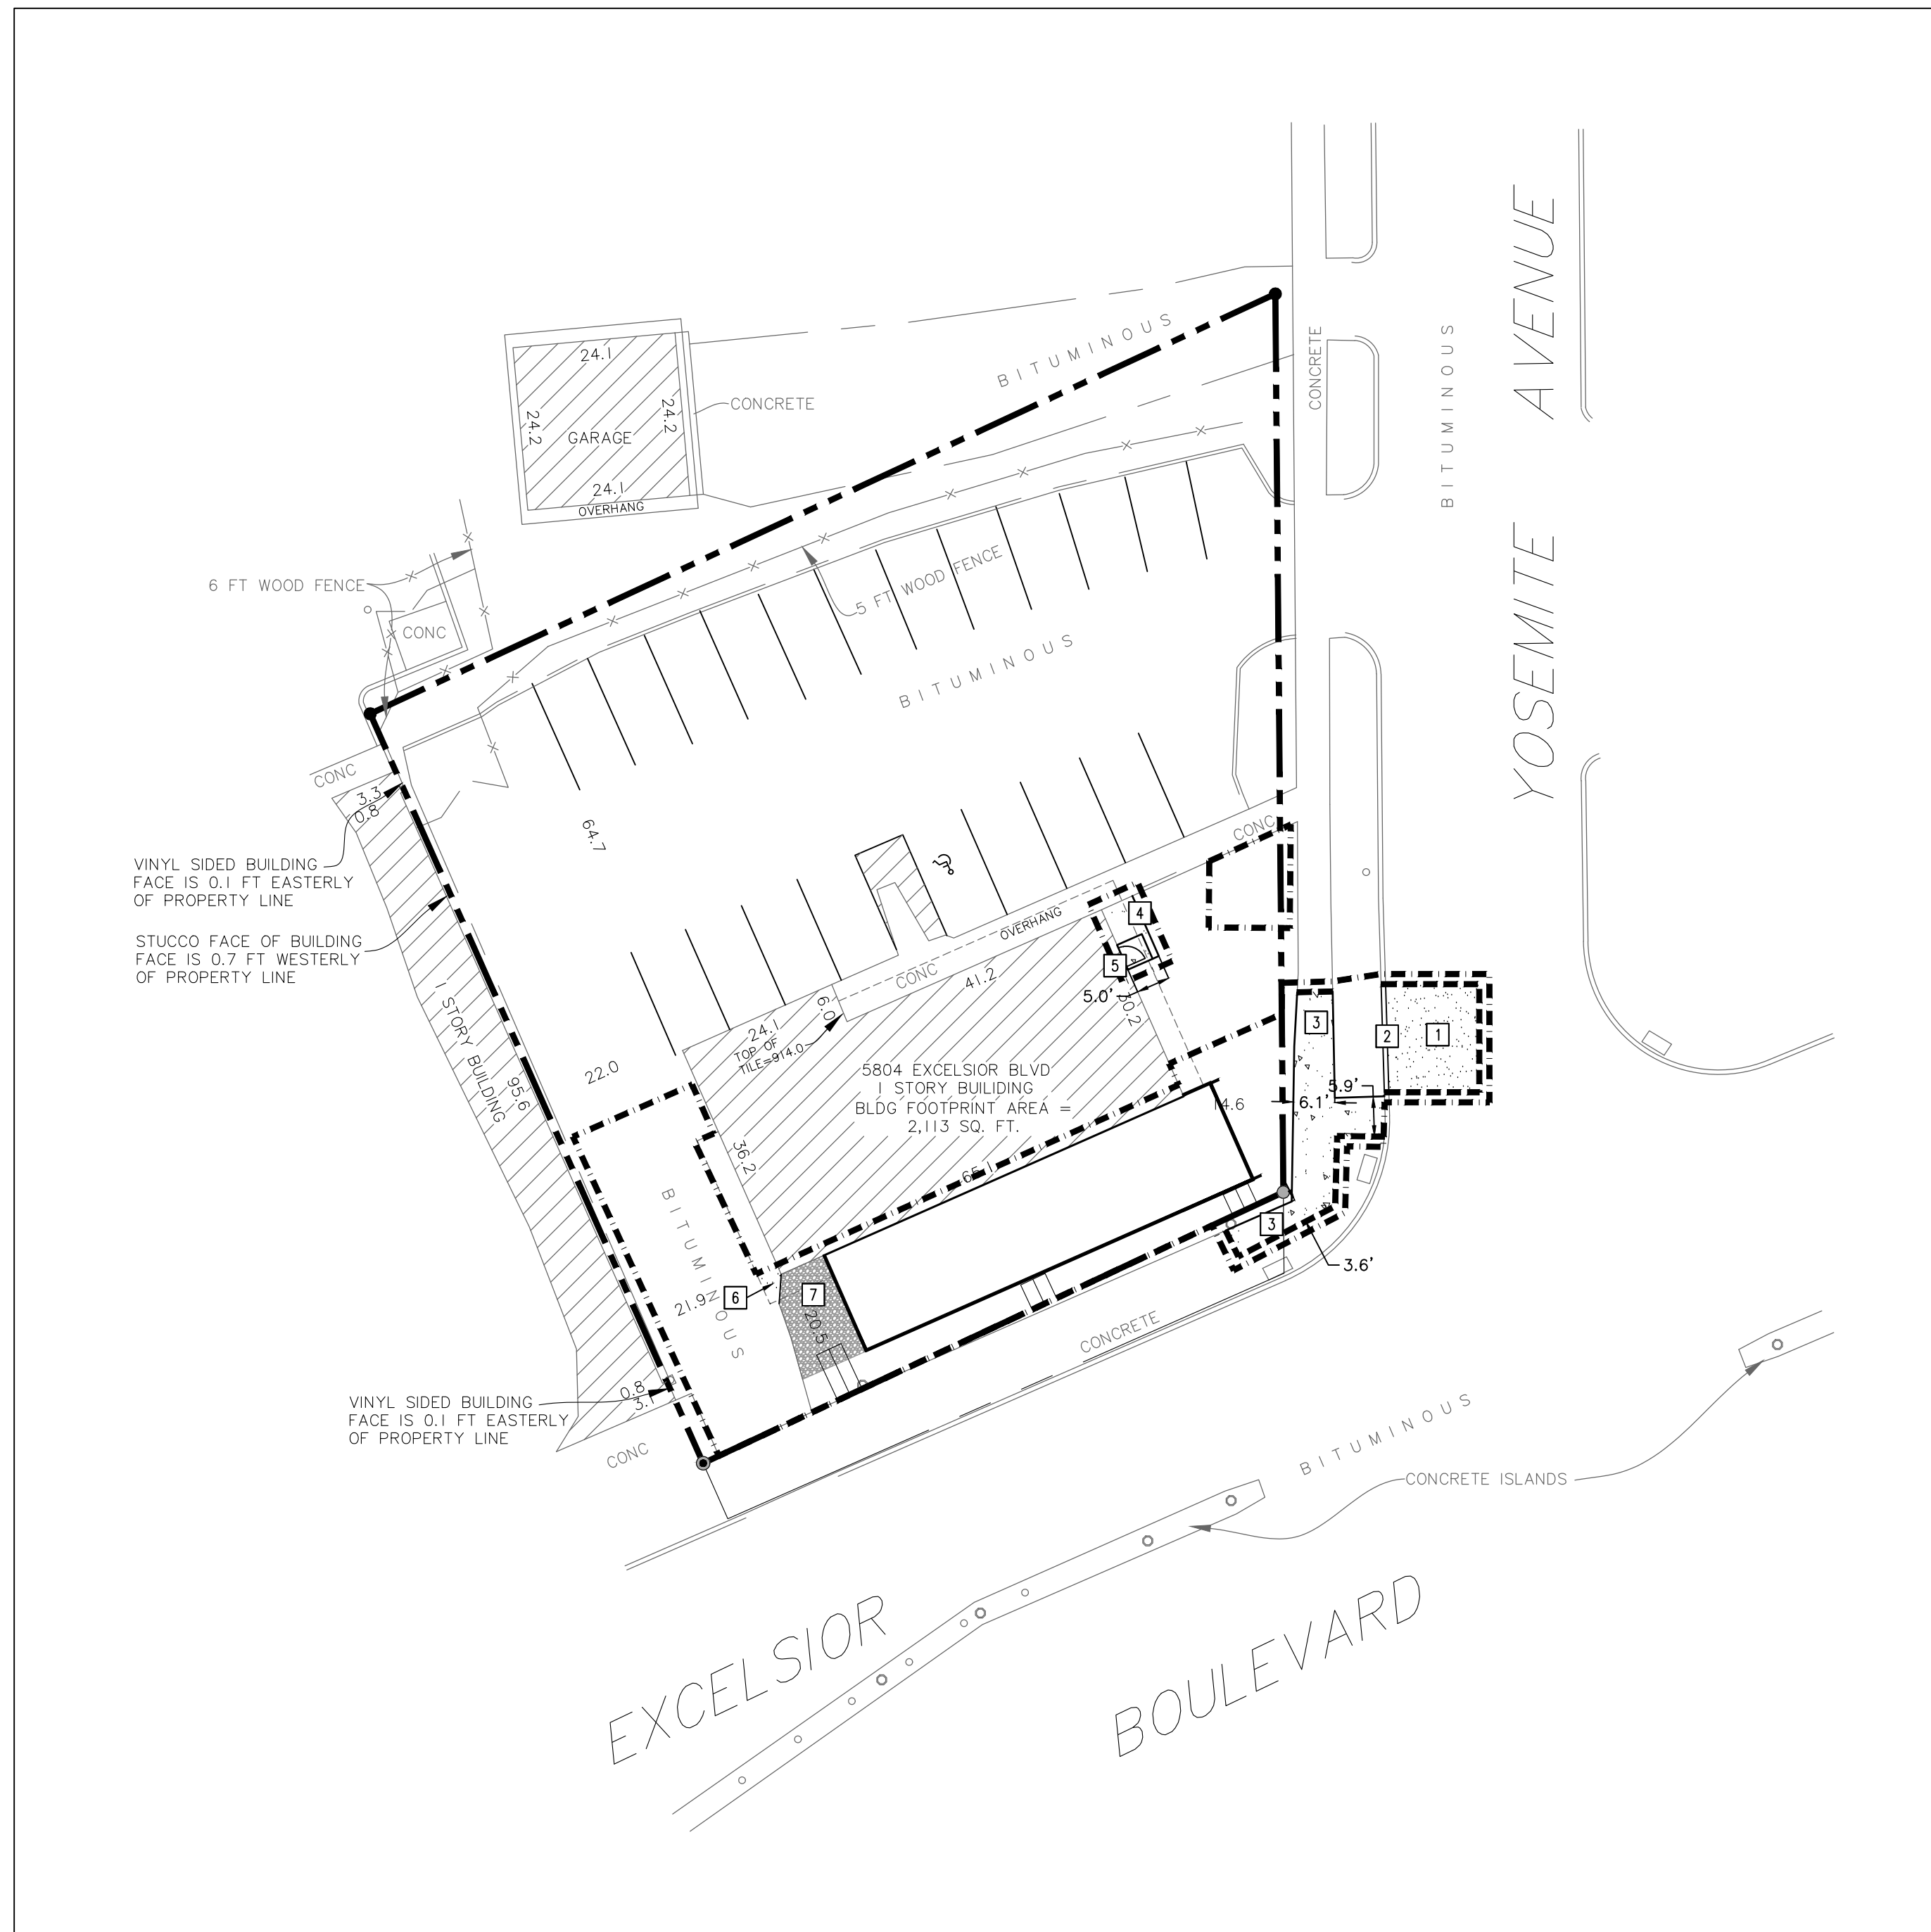 YOSEMITE AVENUE
BITUMINOUS
CONCRETE
BITUMINOUS
24.1
24.2
24.2
GARAGE
24.1
OVERHANG
CONCRETE
6 FT WOOD FENCE
CONC
5 FT WOOD FENCE
BITUMINOUS
CONC
3.3
0.8
64.7
CONC
VINYL SIDED BUILDING
FACE IS 0.1 FT EASTERLY
OF PROPERTY LINE
STUCCO FACE OF BUILDING
FACE IS 0.7 FT WESTERLY
OF PROPERTY LINE
1 STORY BUILDING
95.6
OVERHANG
CONC
41.2
6.0
24.1
TOP OF
TILE=914.0
4
5
5.0'
30.2
22.0
5804 EXCELSIOR BLVD
1 STORY BUILDING
BLDG FOOTPRINT AREA =
2,113 SQ. FT.
3
2
1
5.9'
6.1'
14.6
36.2
65.1
BITUMINOUS
21.9
6
7
20.5
3
3.6'
CONCRETE
0.8
3.1
VINYL SIDED BUILDING
FACE IS 0.1 FT EASTERLY
OF PROPERTY LINE
CONC
BITUMINOUS
CONCRETE ISLANDS
EXCELSIOR BOULEVARD